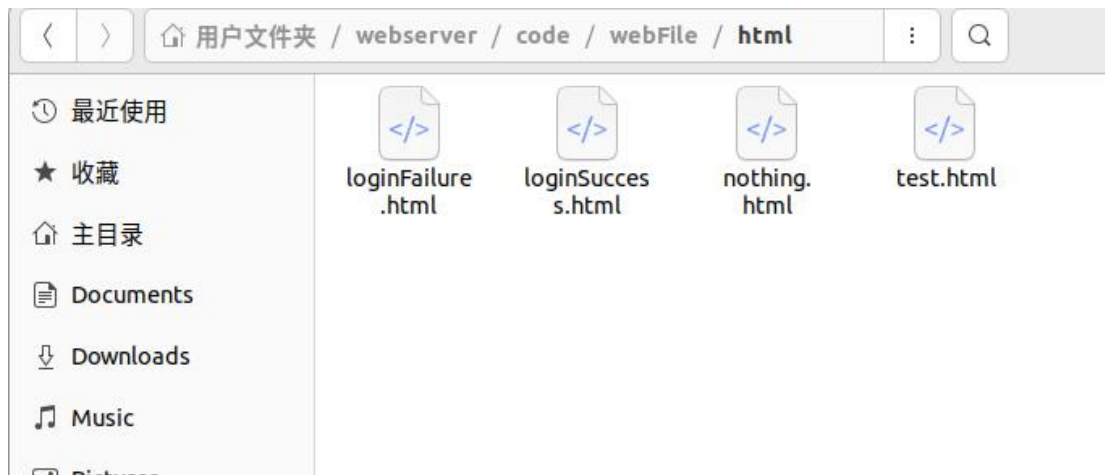 用户文件夹 / webserver / code / webFile / html
最近使用
收藏
主目录
Documents
Downloads
Music
</>
</>
</>
</>
loginFailure
.html
loginSucces
s.html
nothing.
html
test.html